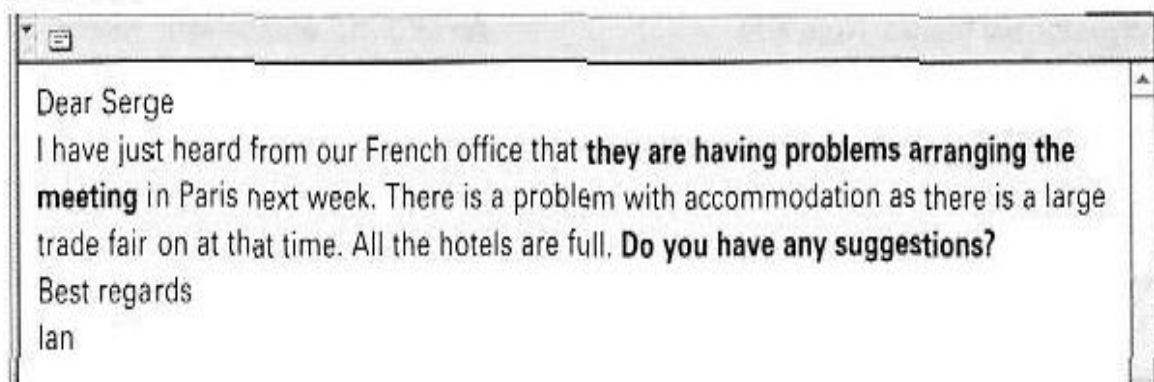 Dear Serge
I have just heard from our French office that they are having problems arranging the
meeting in Paris next week. There is a problem with accommodation as there is a large
trade fair on at that time. All the hotels are full. Do you have any suggestions?
Best regards
Ian